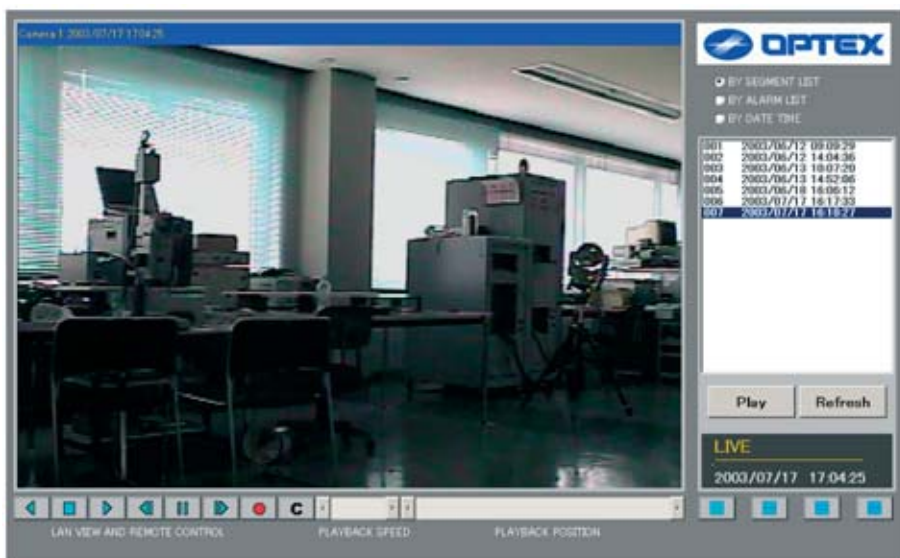 Camera 1 2003/07/17 17:04:25
OPTEX
BY SEGMENT LIST
BY ALARM LIST
BY DATE TIME
001 2003/06/12 09:09:29
002 2003/06/12 14:04:36
003 2003/06/13 10:07:20
004 2003/06/13 14:52:06
005 2003/06/18 16:06:12
006 2003/07/17 16:17:33
007 2003/07/17 16:18:27
Play Refresh
LIVE
2003/07/17 17:04:25
C
LAN VIEW AND REMOTE CONTROL PLAYBACK SPEED PLAYBACK POSITION